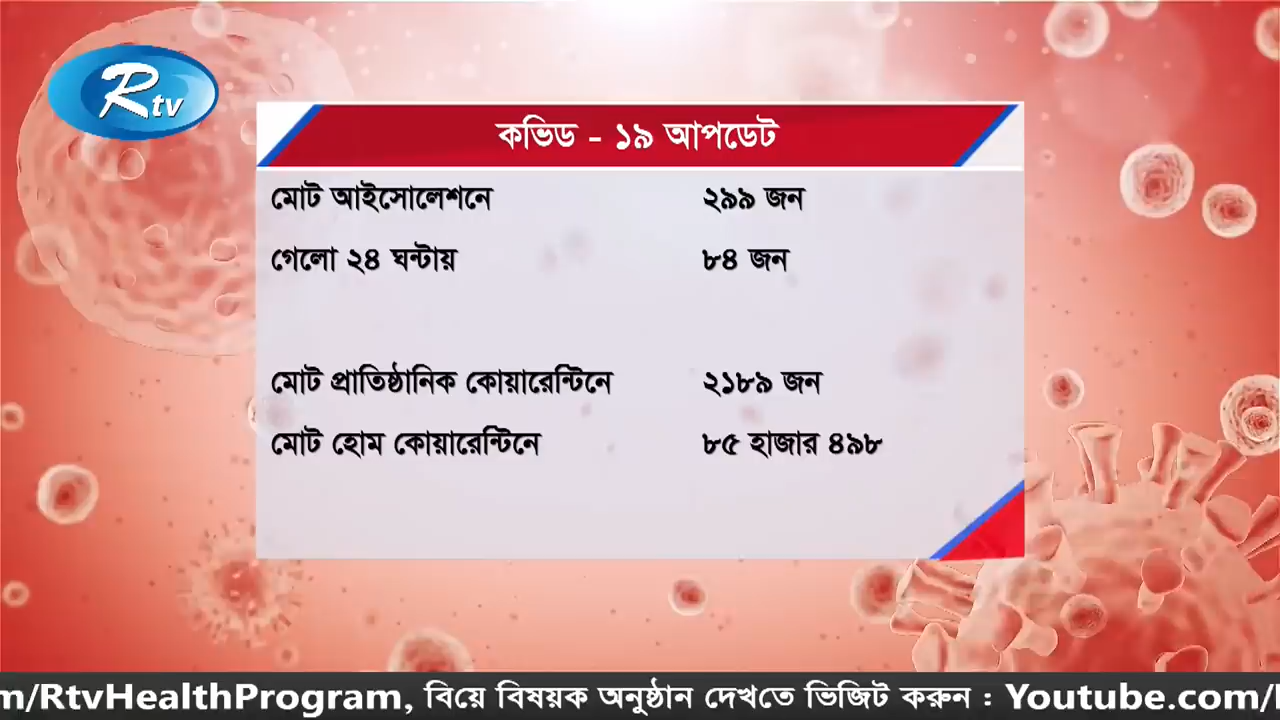 Rtv
কভিড - ১৯ আপডেট
মোট আইসোলেশনে ২৯৯ জন
গেলো ২৪ ঘন্টায় ৮৪ জন
মোট প্রাতিষ্ঠানিক কোয়ারেন্টিনে ২১৮৯ জন
মোট হোম কোয়ারেন্টিনে ৮৫ হাজার ৪৯৮
m/RtvHealthProgram, বিয়ে বিষয়ক অনুষ্ঠান দেখতে ভিজিট করুন : Youtube.com/